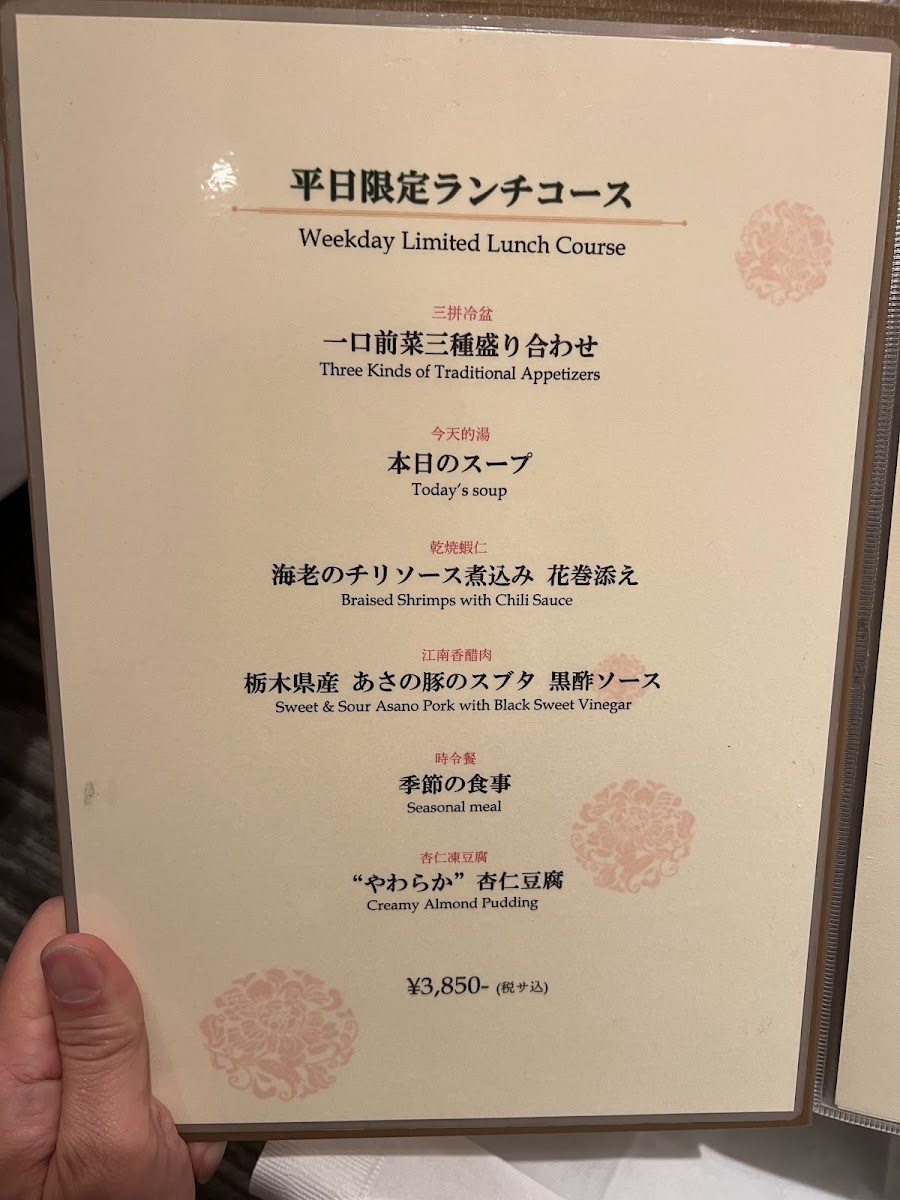 平日限定ランチコース
Weekday Limited Lunch Course
三拼冷盆
一口前菜三種盛り合わせ
Three Kinds of Traditional Appetizers
今天的湯
本日のスープ
Today's soup
乾焼蝦仁
海老のチリソース煮込み 花巻添え
Braised Shrimps with Chili Sauce
江南香醋肉
栃木県産 あさの豚のスブタ 黒酢ソース
Sweet & Sour Asano Pork with Black Sweet Vinegar
時令餐
季節の食事
Seasonal meal
杏仁凍豆腐
“やわらか” 杏仁豆腐
Creamy Almond Pudding
¥3,850- (税サ込)